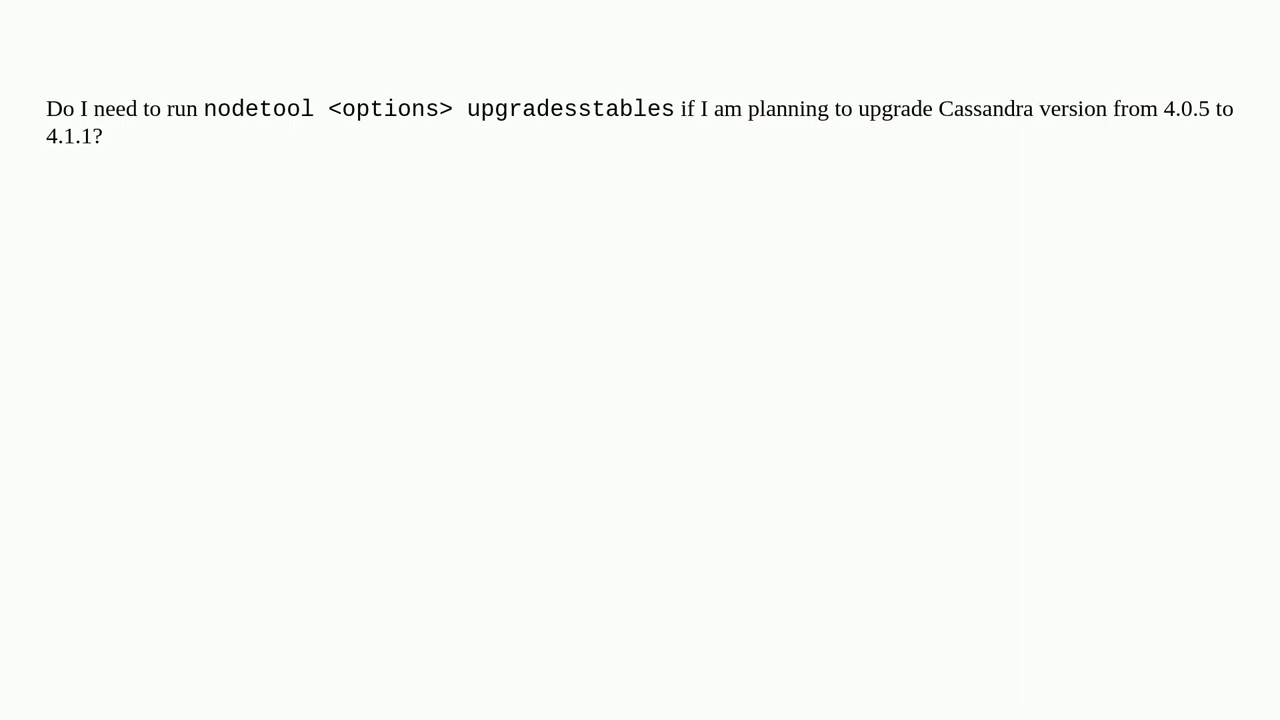 Do I need to run nodetool <options> upgradesstables if I am planning to upgrade Cassandra version from 4.0.5 to
4.1.1?